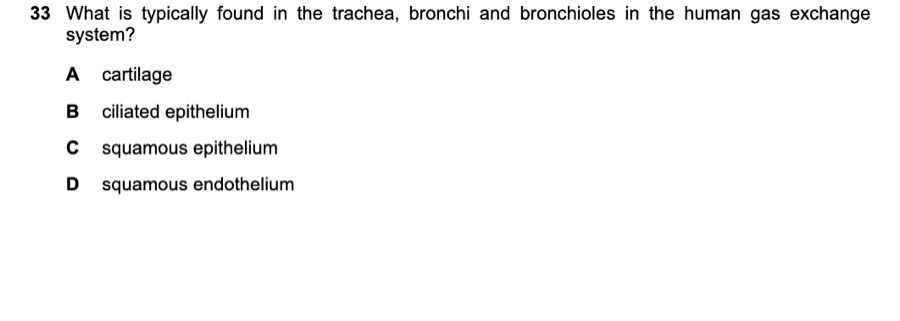 33 What is typically found in the trachea, bronchi and bronchioles in the human gas exchange
system?
A cartilage
B ciliated epithelium
C squamous epithelium
D squamous endothelium